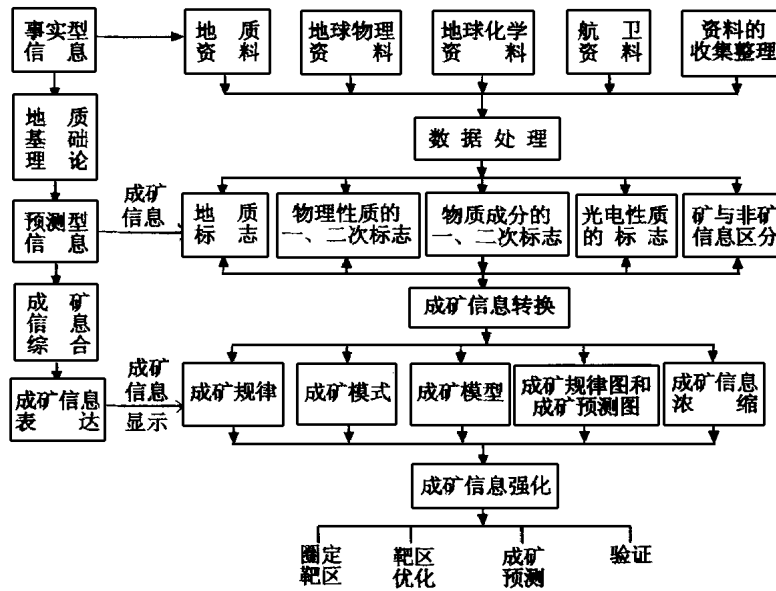 事实型
信息
地质
资料
地球物理
资料
地球化学
资料
航卫
资料
资料的
收集整理
地质
基础
理论
数据处理
预测型
信息
成矿
信息
地质
标志
物理性质的
一、二次标志
物质成分的
一、二次标志
光电性质
的标志
矿与非矿
信息区分
成矿
信息
综合
成矿信息转换
成矿信息
表达
成矿
信息
显示
成矿规律
成矿模式
成矿模型
成矿规律图和
成矿预测图
成矿信息
浓缩
成矿信息强化
圈定
靶区
靶区
优化
成矿
预测
验证